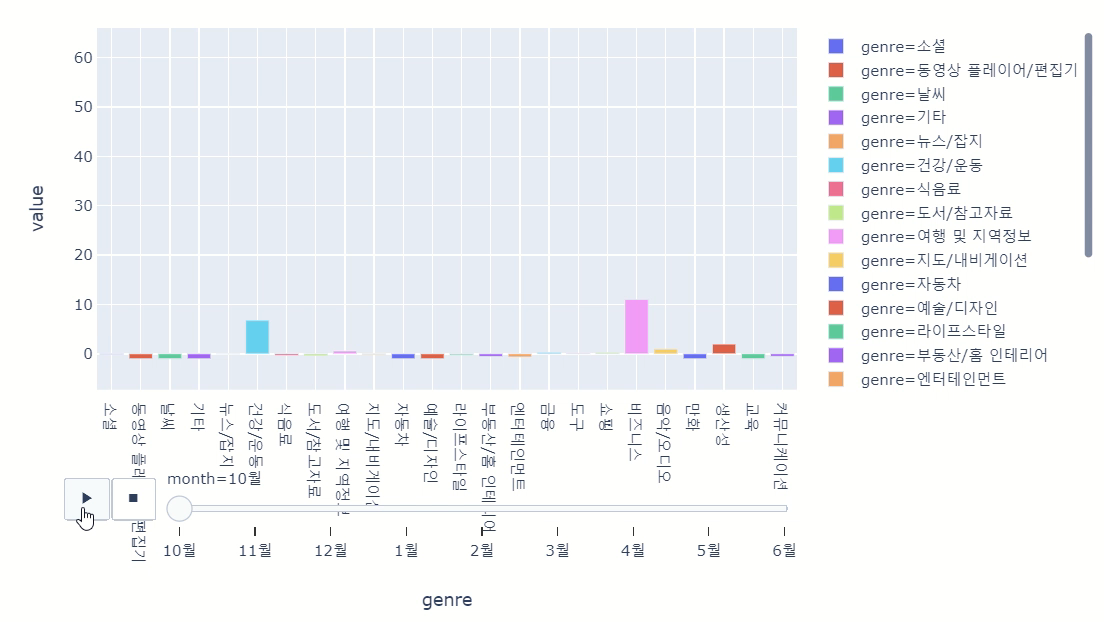 60
50
40
30
20
10
0
value
소셜
동영상 플레 편집기
날씨
기타
뉴스/잡지
건강/운동
식음료
도서/참고자료
여행 및 지역정보
지도/내비게이션
자동차
예술/디자인
라이프스타일
부동산/홈 인테리어
엔터테인먼트
금융
도구
쇼핑
비즈니스
음악/오디오
만화
생산성
교육
커뮤니케이션
month=10월
10월
11월
12월
1월
2월
3월
4월
5월
6월
genre
genre=소셜
genre=동영상 플레이어/편집기
genre=날씨
genre=기타
genre=뉴스/잡지
genre=건강/운동
genre=식음료
genre=도서/참고자료
genre=여행 및 지역정보
genre=지도/내비게이션
genre=자동차
genre=예술/디자인
genre=라이프스타일
genre=부동산/홈 인테리어
genre=엔터테인먼트